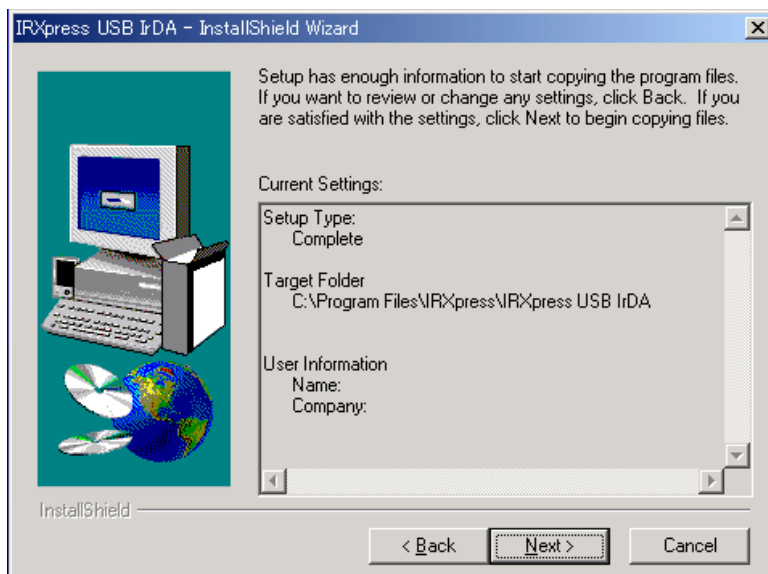 IRXpress USB IrDA - InstallShield Wizard
Setup has enough information to start copying the program files.
If you want to review or change any settings, click Back.  If you
are satisfied with the settings, click Next to begin copying files.
Current Settings:
Setup Type:
Complete
Target Folder
C:\Program Files\IRXpress\IRXpress USB IrDA
User Information
Name:
Company:
InstallShield
< Back
Next >
Cancel